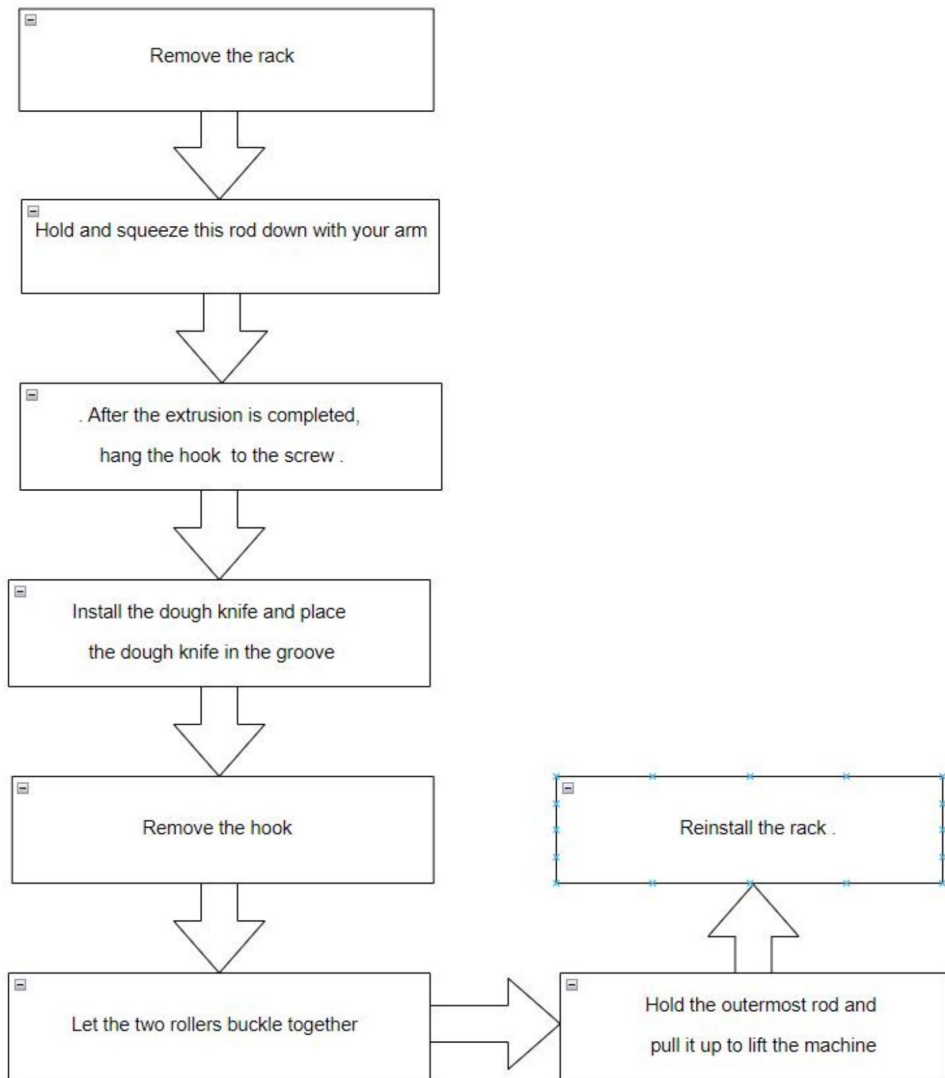 Remove the rack
Hold and squeeze this rod down with your arm
. After the extrusion is completed,
hang the hook to the screw .
Install the dough knife and place
the dough knife in the groove
Remove the hook
Let the two rollers buckle together
Hold the outermost rod and
pull it up to lift the machine
Reinstall the rack .